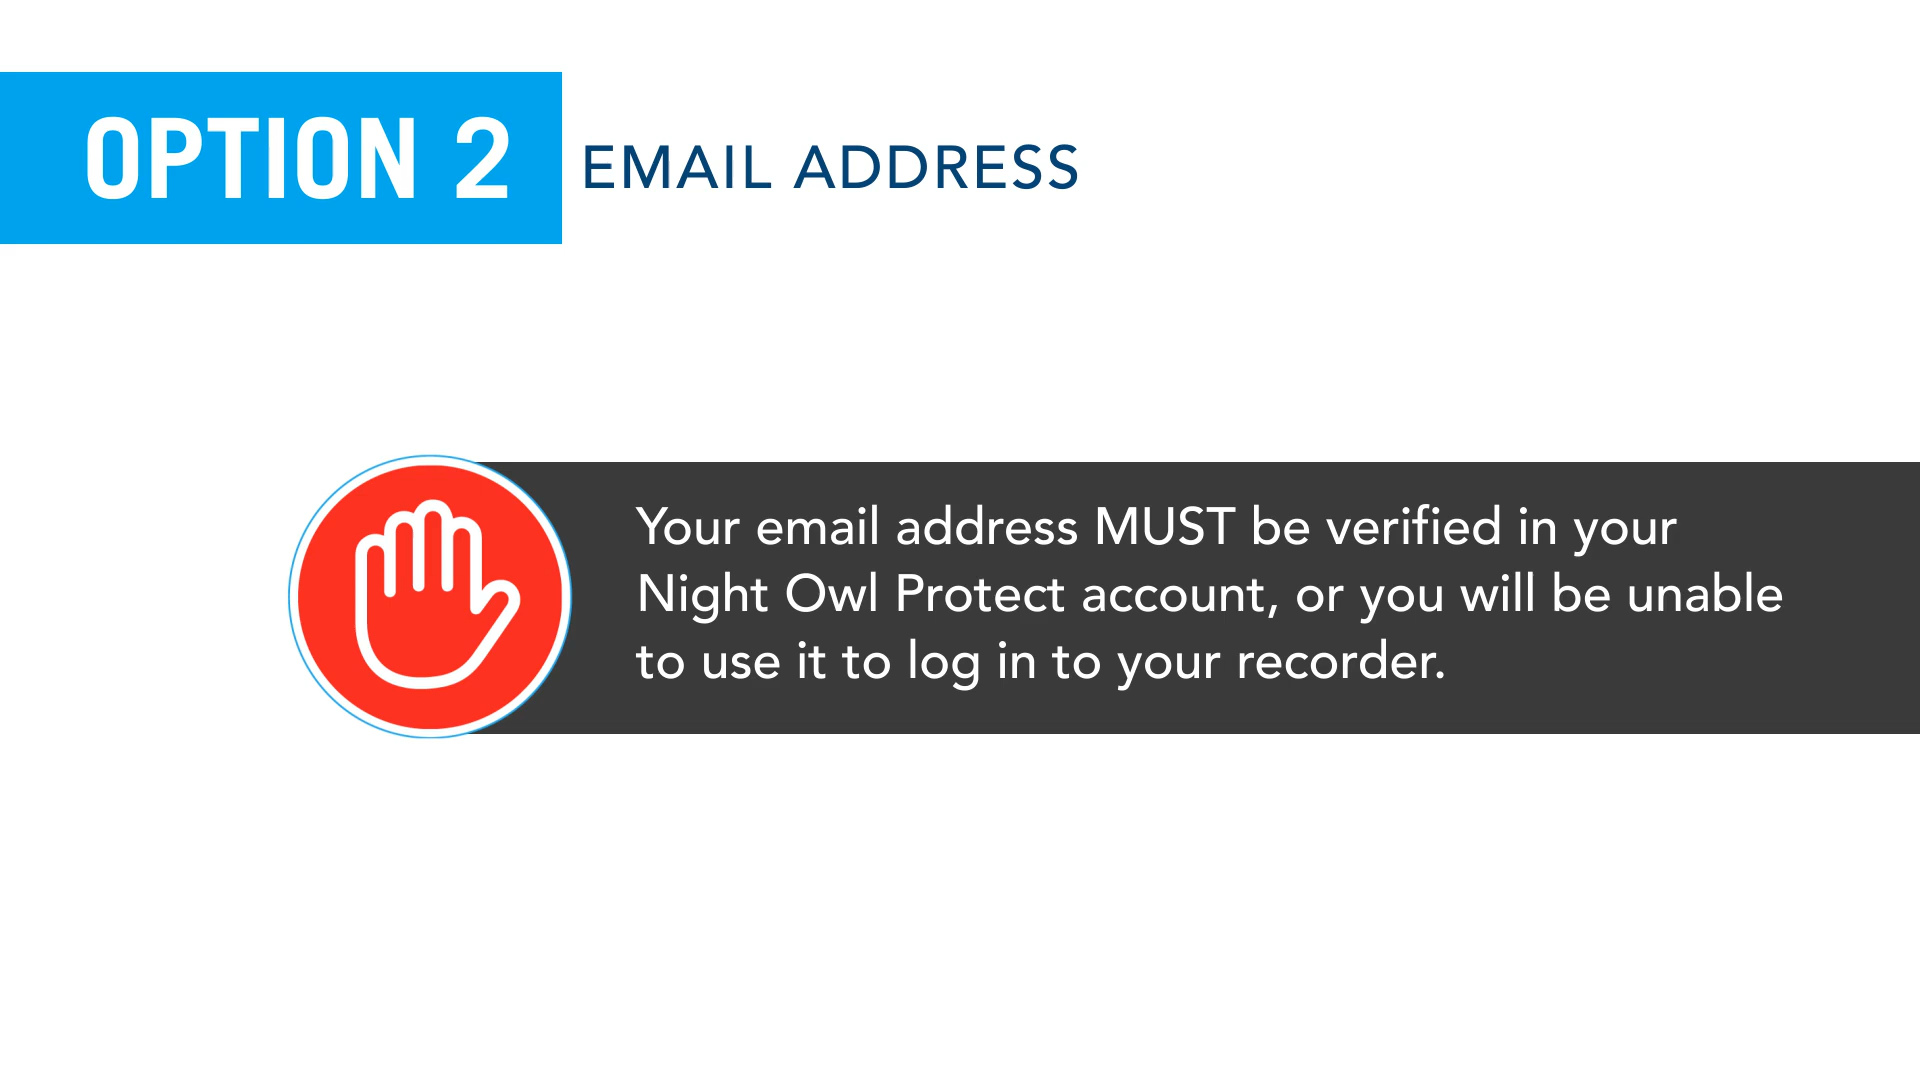 OPTION 2
EMAIL ADDRESS
Your email address MUST be verified in your
Night Owl Protect account, or you will be unable
to use it to log in to your recorder.